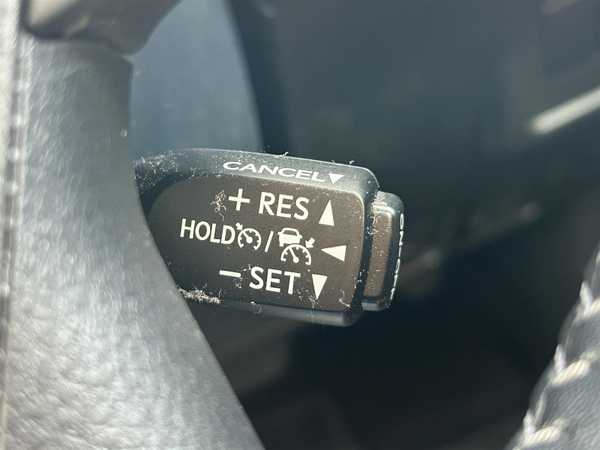 CANCEL
+ RES
HOLD /
- SET